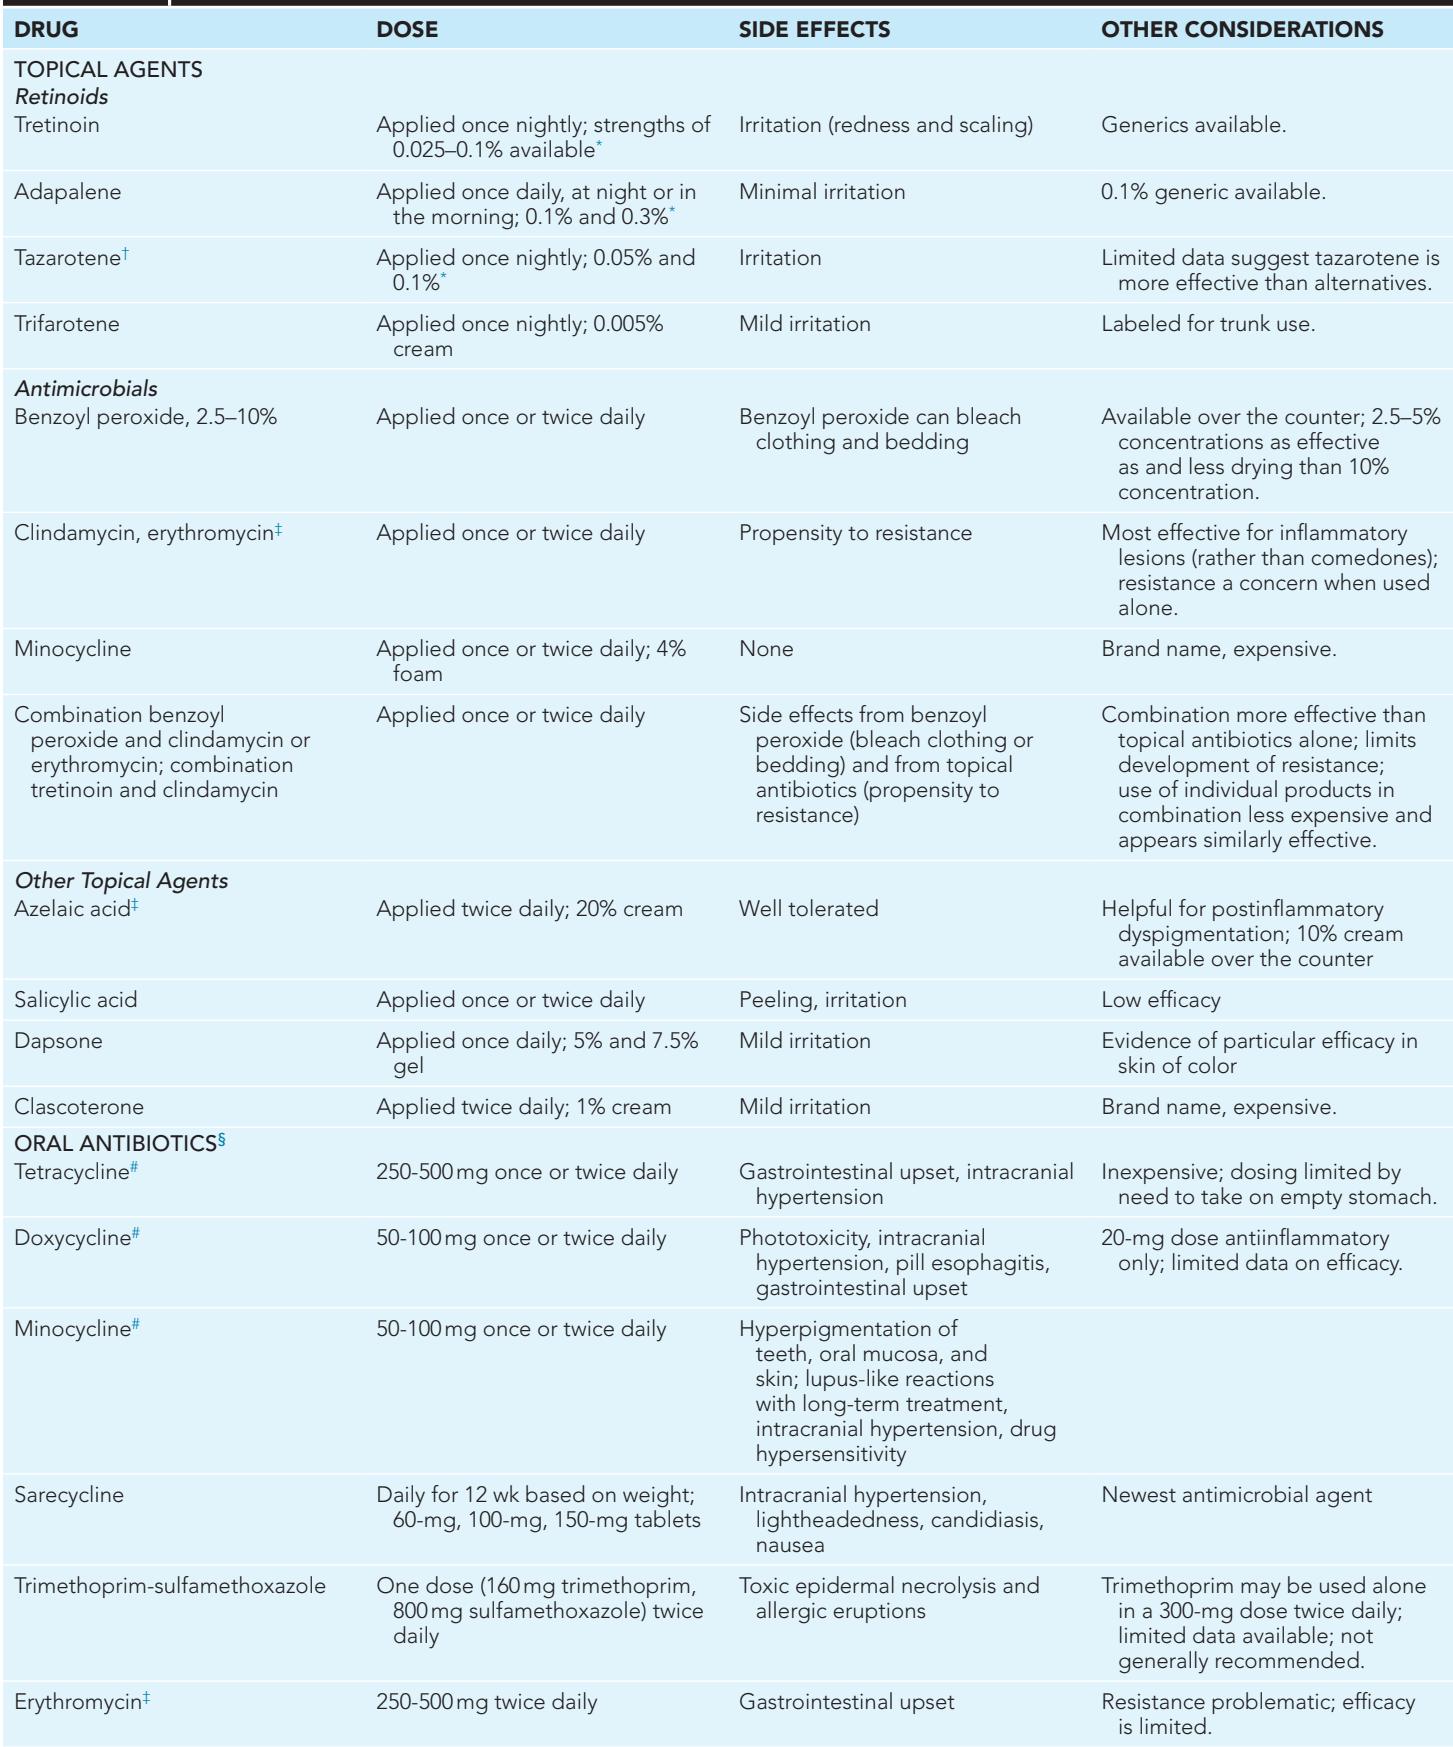 DRUG DOSE SIDE EFFECTS OTHER CONSIDERATIONS
TOPICAL AGENTS
Retinoids
Tretinoin
Applied once nightly; strengths of
0.025–0.1% available*
Irritation (redness and scaling)
Generics available.
Adapalene
Applied once daily, at night or in
the morning; 0.1% and 0.3%*
Minimal irritation
0.1% generic available.
Tazarotene†
Applied once nightly; 0.05% and
0.1%*
Irritation
Limited data suggest tazarotene is
more effective than alternatives.
Trifarotene
Applied once nightly; 0.005%
cream
Mild irritation
Labeled for trunk use.
Antimicrobials
Benzoyl peroxide, 2.5–10%
Applied once or twice daily
Benzoyl peroxide can bleach
clothing and bedding
Available over the counter; 2.5–5%
concentrations as effective
as and less drying than 10%
concentration.
Clindamycin, erythromycin‡
Applied once or twice daily
Propensity to resistance
Most effective for inflammatory
lesions (rather than comedones);
resistance a concern when used
alone.
Minocycline
Applied once or twice daily; 4%
foam
None
Brand name, expensive.
Combination benzoyl
peroxide and clindamycin or
erythromycin; combination
tretinoin and clindamycin
Applied once or twice daily
Side effects from benzoyl
peroxide (bleach clothing or
bedding) and from topical
antibiotics (propensity to
resistance)
Combination more effective than
topical antibiotics alone; limits
development of resistance;
use of individual products in
combination less expensive and
appears similarly effective.
Other Topical Agents
Azelaic acid‡
Applied twice daily; 20% cream
Well tolerated
Helpful for postinflammatory
dyspigmentation; 10% cream
available over the counter
Salicylic acid
Applied once or twice daily
Peeling, irritation
Low efficacy
Dapsone
Applied once daily; 5% and 7.5%
gel
Mild irritation
Evidence of particular efficacy in
skin of color
Clascoterone
Applied twice daily; 1% cream
Mild irritation
Brand name, expensive.
ORAL ANTIBIOTICS§
Tetracycline#
250-500 mg once or twice daily
Gastrointestinal upset, intracranial
hypertension
Inexpensive; dosing limited by
need to take on empty stomach.
Doxycycline#
50-100 mg once or twice daily
Phototoxicity, intracranial
hypertension, pill esophagitis,
gastrointestinal upset
20-mg dose antiinflammatory
only; limited data on efficacy.
Minocycline#
50-100 mg once or twice daily
Hyperpigmentation of
teeth, oral mucosa, and
skin; lupus-like reactions
with long-term treatment,
intracranial hypertension, drug
hypersensitivity
Sarecycline
Daily for 12 wk based on weight;
60-mg, 100-mg, 150-mg tablets
Intracranial hypertension,
lightheadedness, candidiasis,
nausea
Newest antimicrobial agent
Trimethoprim-sulfamethoxazole
One dose (160 mg trimethoprim,
800 mg sulfamethoxazole) twice
daily
Toxic epidermal necrolysis and
allergic eruptions
Trimethoprim may be used alone
in a 300-mg dose twice daily;
limited data available; not
generally recommended.
Erythromycin‡
250-500 mg twice daily
Gastrointestinal upset
Resistance problematic; efficacy
is limited.